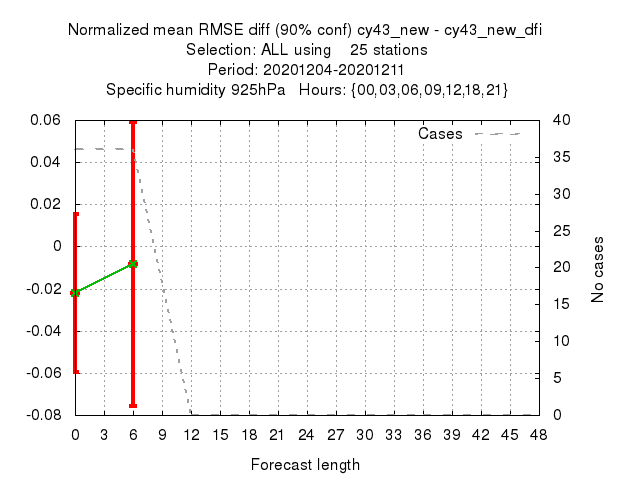 Normalized mean RMSE diff (90% conf) cy43_new - cy43_new_dfi
Selection: ALL using 25 stations
Period: 20201204-20201211
Specific humidity 925hPa Hours: {00,03,06,09,12,18,21}
Cases
0.06
0.04
0.02
0
-0.02
-0.04
-0.06
-0.08
40
35
30
25
20
15
10
5
0
No cases
0 3 6 9 12 15 18 21 24 27 30 33 36 39 42 45 48
Forecast length